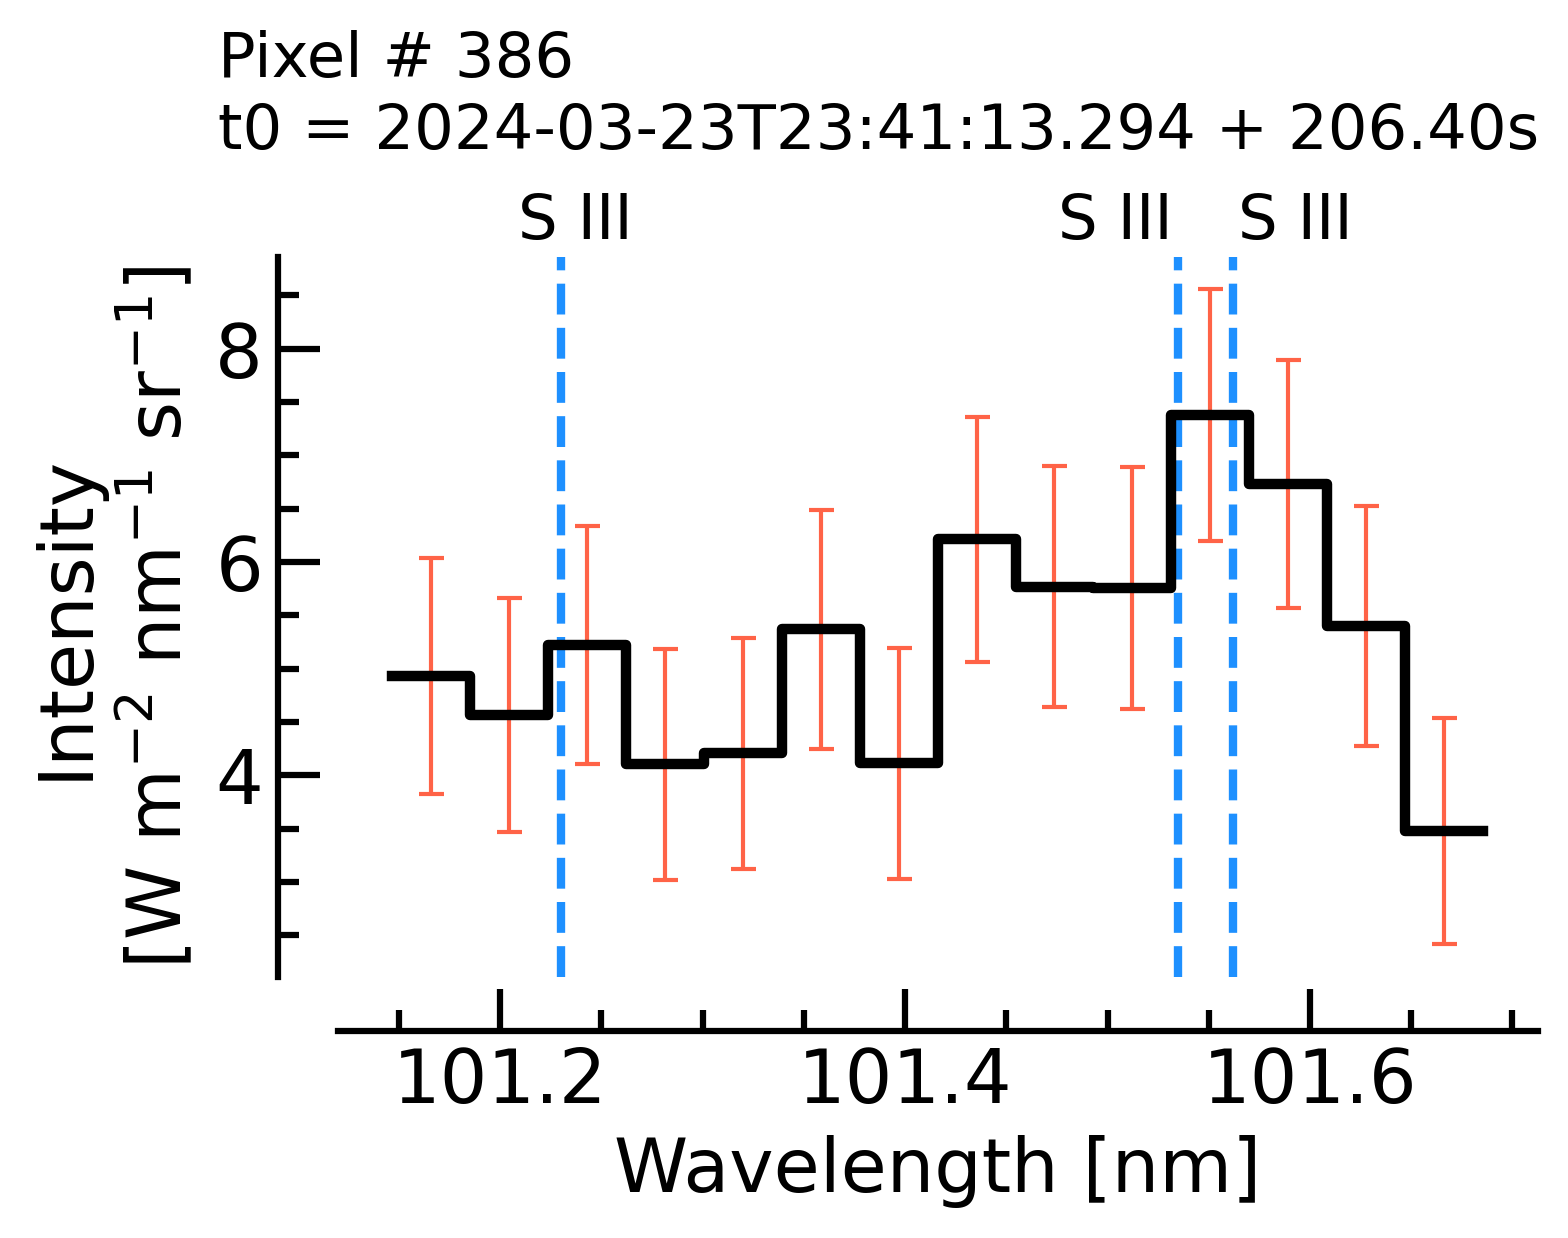 Pixel # 386
t0 = 2024-03-23T23:41:13.294 + 206.40s
S III S III S III
Intensity
[W m⁻² nm⁻¹ sr⁻¹]
8
6
4
101.2 101.4 101.6
Wavelength [nm]